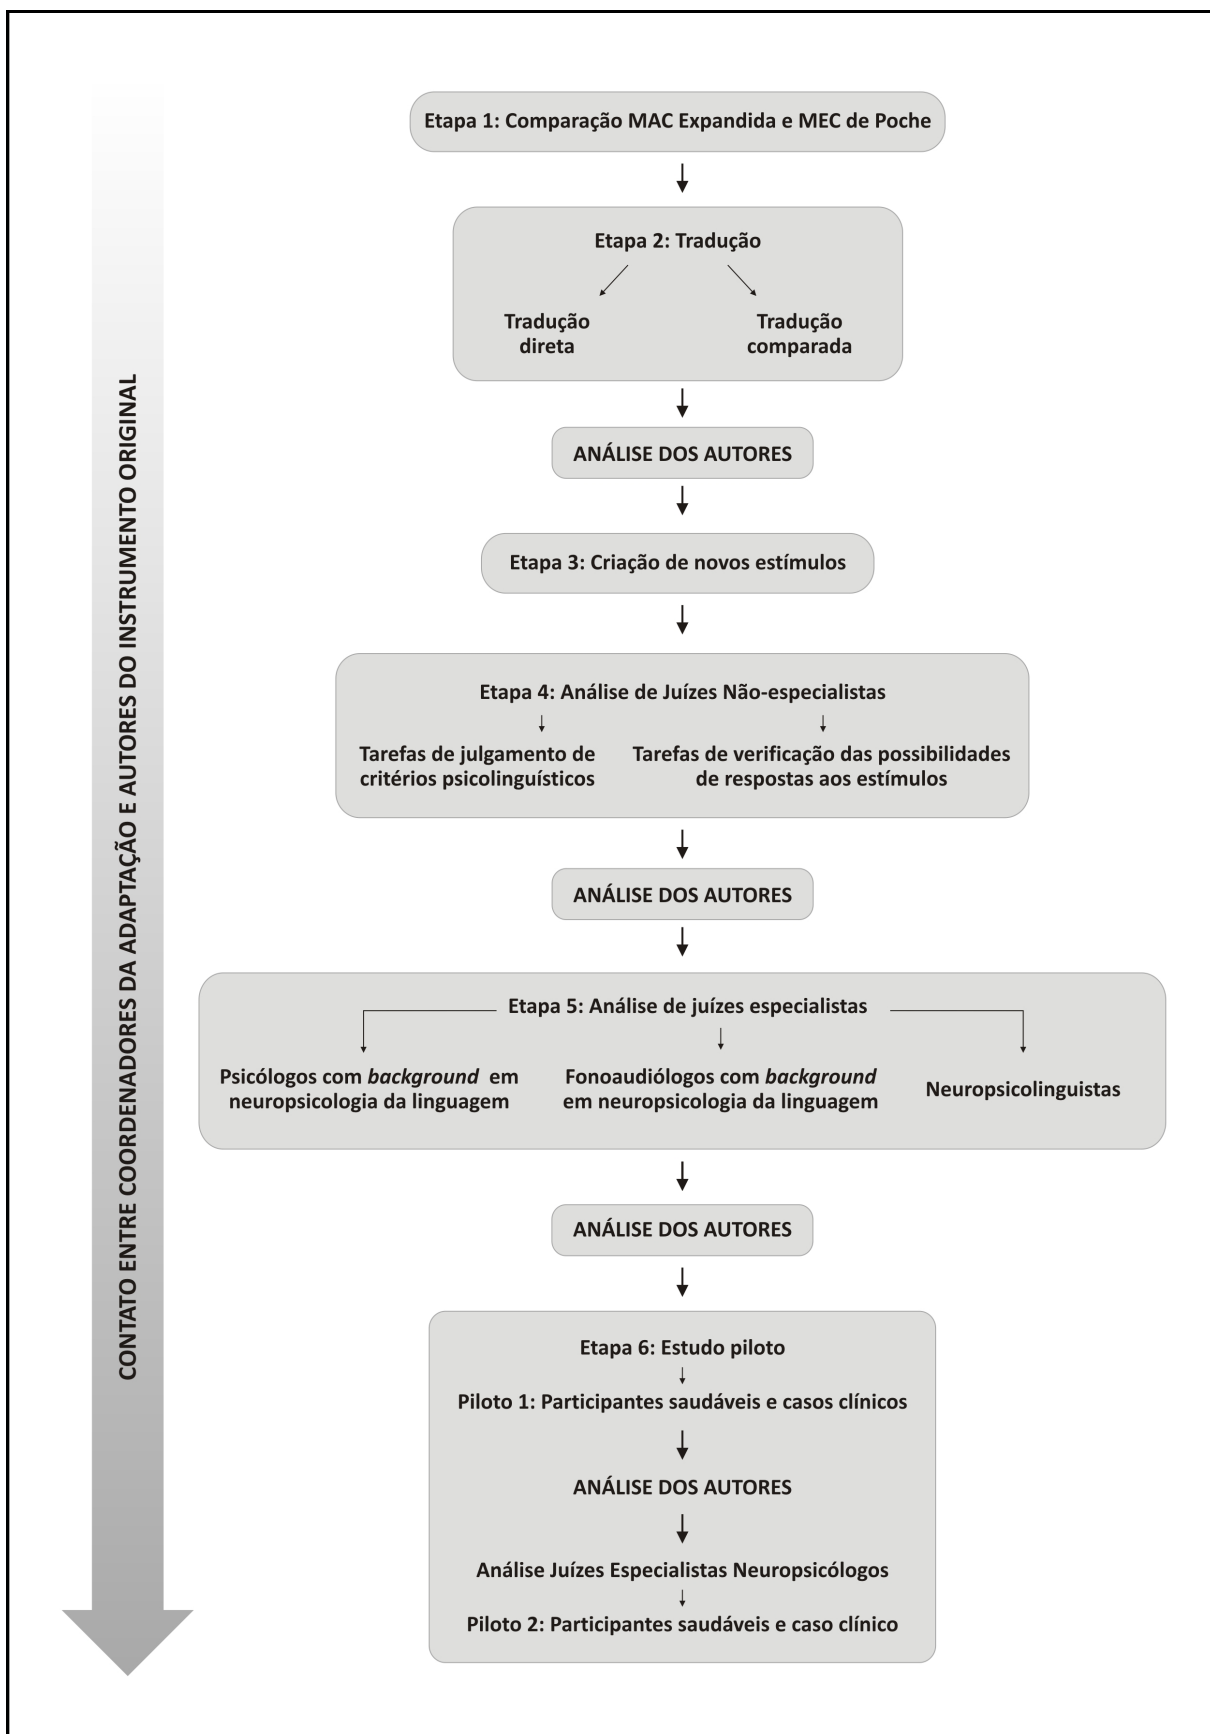 CONTATO ENTRE COORDENADORES DA ADAPTAÇÃO E AUTORES DO INSTRUMENTO ORIGINAL
Etapa 1: Comparação MAC Expandida e MEC de Poche
Etapa 2: Tradução
Tradução
direta
Tradução
comparada
ANÁLISE DOS AUTORES
Etapa 3: Criação de novos estímulos
Etapa 4: Análise de Juízes Não-especialistas
Tarefas de julgamento de
critérios psicolinguísticos
Tarefas de verificação das possibilidades
de respostas aos estímulos
ANÁLISE DOS AUTORES
Etapa 5: Análise de juízes especialistas
Psicólogos com background em
neuropsicologia da linguagem
Fonoaudiólogos com background
em neuropsicologia da linguagem
Neuropsicolinguistas
ANÁLISE DOS AUTORES
Etapa 6: Estudo piloto
Piloto 1: Participantes saudáveis e casos clínicos
ANÁLISE DOS AUTORES
Análise Juízes Especialistas Neuropsicólogos
Piloto 2: Participantes saudáveis e caso clínico